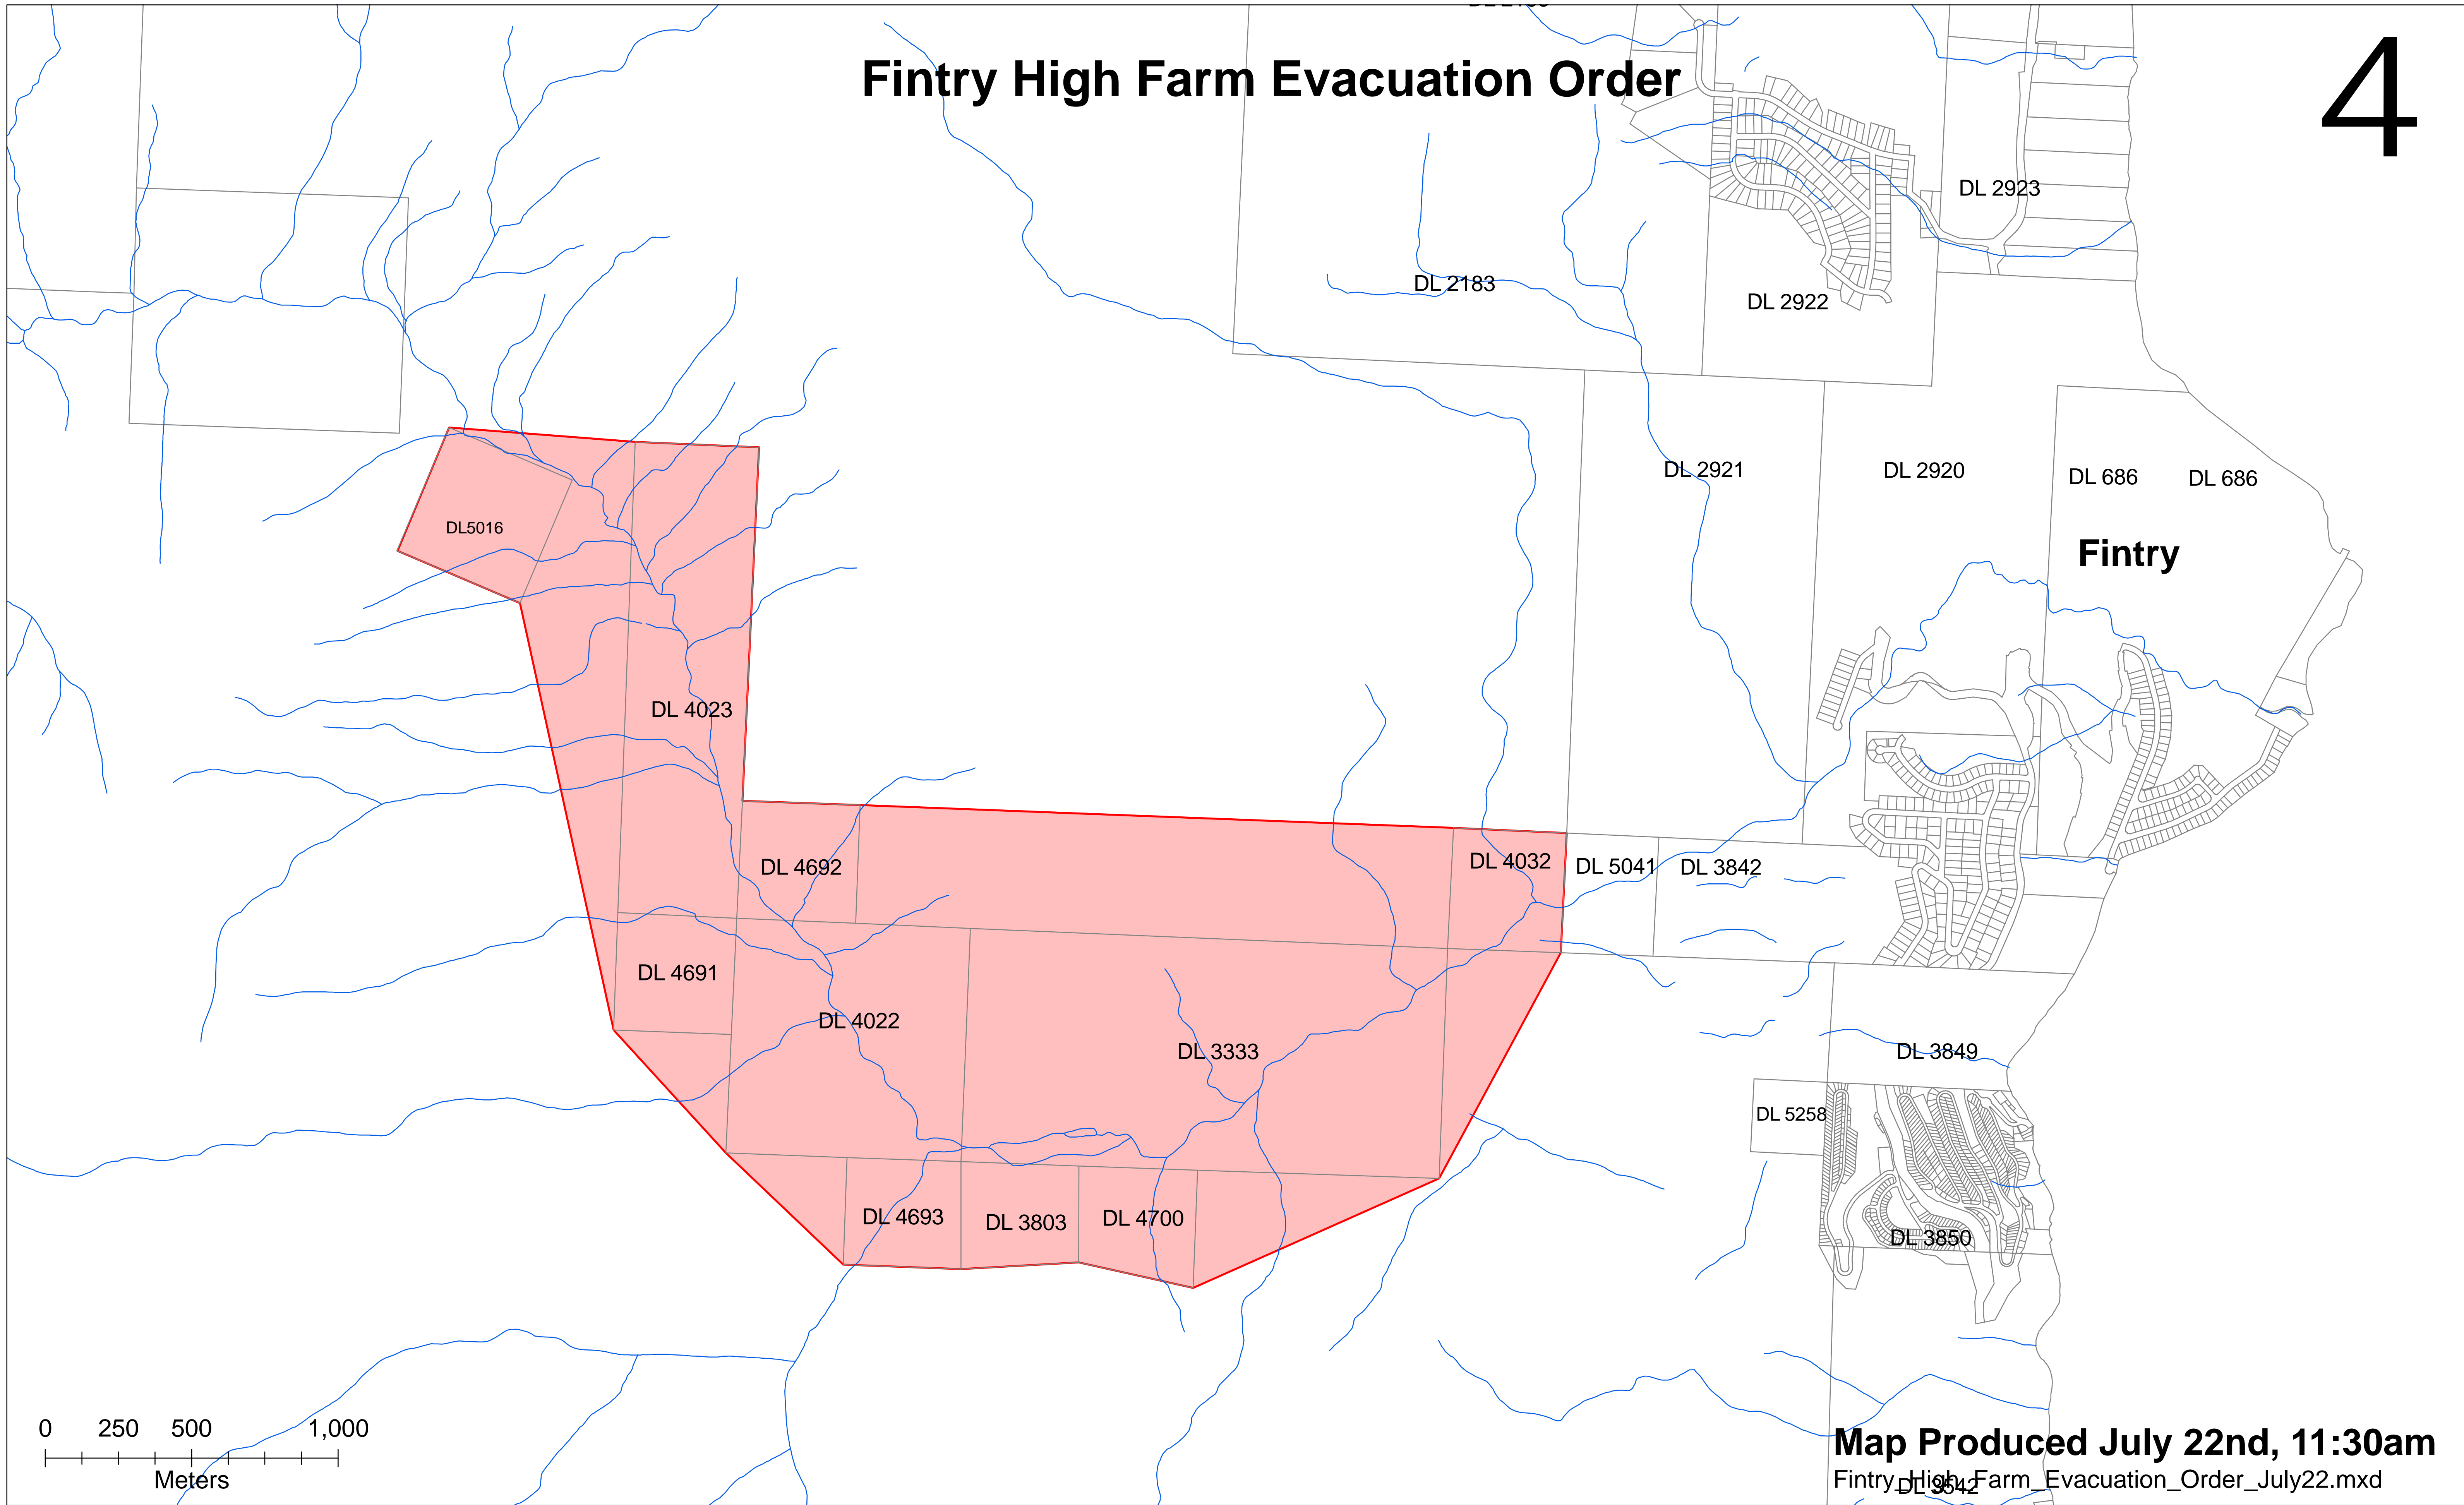 Fintry High Farm Evacuation Order
4
DL 2923
DL 2183
DL 2922
DL 2921
DL 2920
DL 686
DL 686
DL5016
Fintry
DL 4023
DL 4692
DL 4032
DL 5041
DL 3842
DL 4691
DL 4022
DL 3333
DL 3849
DL 5258
DL 4693
DL 3803
DL 4700
DL 3850
0 250 500 1,000
Meters
Map Produced July 22nd, 11:30am
Fintry_High_Farm_Evacuation_Order_July22.mxd
DL 3542